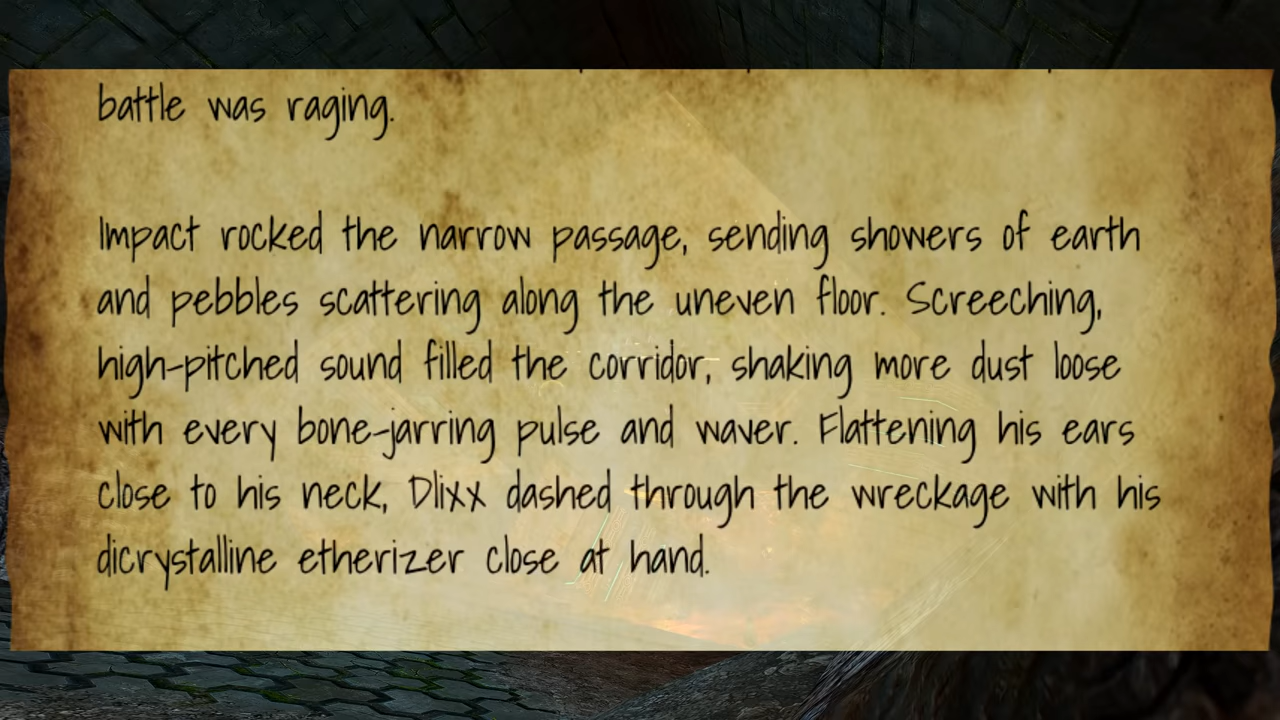 battle was raging.
Impact rocked the narrow passage, sending showers of earth
and pebbles scattering along the uneven floor. Screeching,
high-pitched sound filled the corridor, shaking more dust loose
with every bone-jarring pulse and waver. Flattening his ears
close to his neck, Dlixx dashed through the wreckage with his
dicrystalline etherizer close at hand.